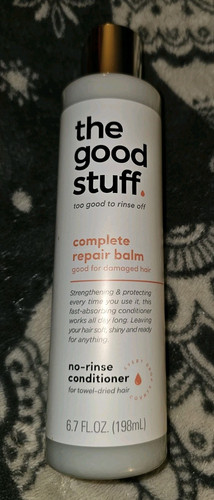 the
good
stuff.
too good to rinse off
complete
repair balm
good for damaged hair
Strengthening & protecting
every time you use it, this
fast-absorbing conditioner
works all day long. Leaving
your hair soft, shiny and ready
for anything.
no-rinse
conditioner
for towel-dried hair
6.7 FL.OZ. (198mL)